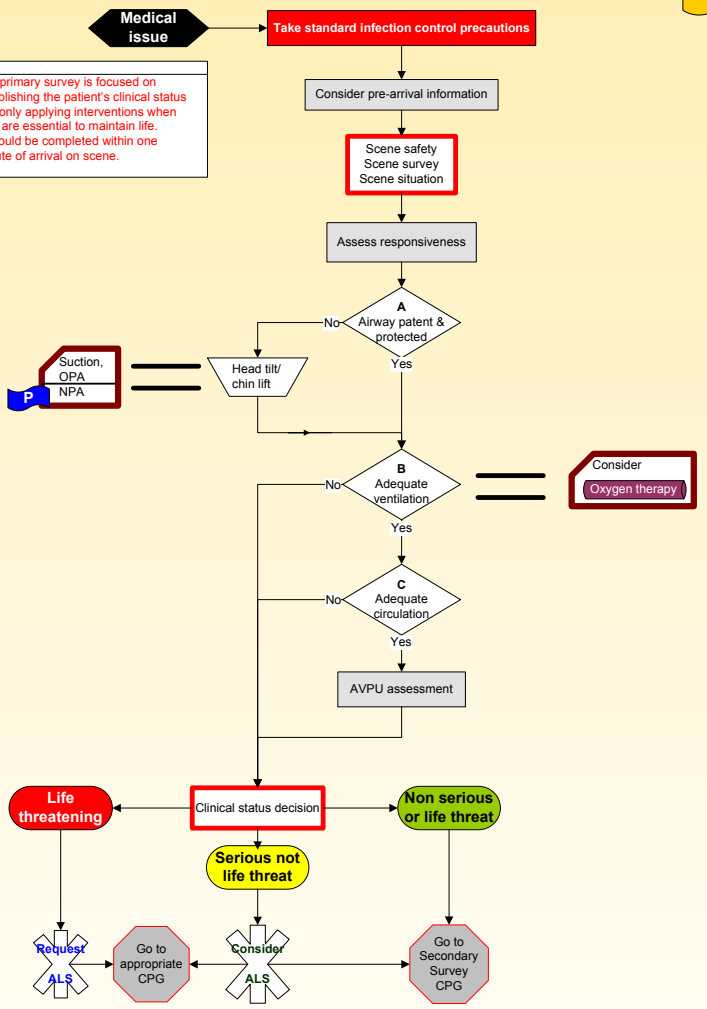 Medical
issue
Take standard infection control precautions
primary survey is focused on
blishing the patient's clinical status
only applying interventions when
are essential to maintain life.
ould be completed within one
ute of arrival on scene.
Consider pre-arrival information
Scene safety
Scene survey
Scene situation
Assess responsiveness
A
Airway patent &
protected
No
Yes
Suction,
OPA
NPA
P
Head tilt/
chin lift
B
Adequate
ventilation
No
Yes
Consider
Oxygen therapy
C
Adequate
circulation
No
Yes
AVPU assessment
Life
threatening
Clinical status decision
Non serious
or life threat
Serious not
life threat
Request
ALS
Go to
appropriate
CPG
Consider
ALS
Go to
Secondary
Survey
CPG